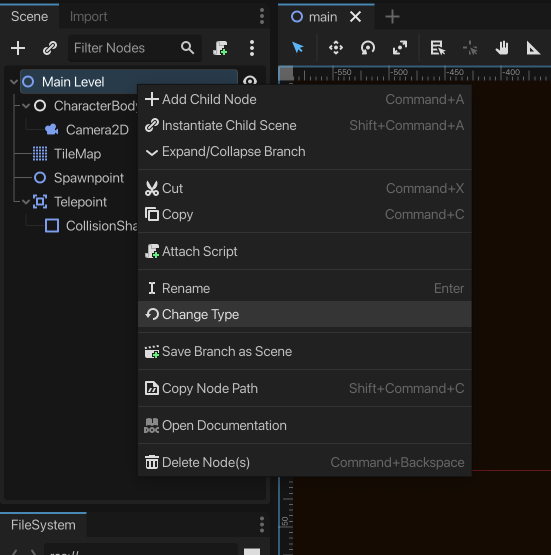 Scene Import
main
Filter Nodes
-550 -500 -450 -400
Main Level
CharacterBody
Camera2D
TileMap
Spawnpoint
Telepoint
CollisionSha
Add Child Node Command+A
Instantiate Child Scene Shift+Command+A
Expand/Collapse Branch
Cut Command+X
Copy Command+C
Attach Script
Rename Enter
Change Type
Save Branch as Scene
Copy Node Path Shift+Command+C
DOC
Open Documentation
Delete Node(s) Command+Backspace
FileSystem
50